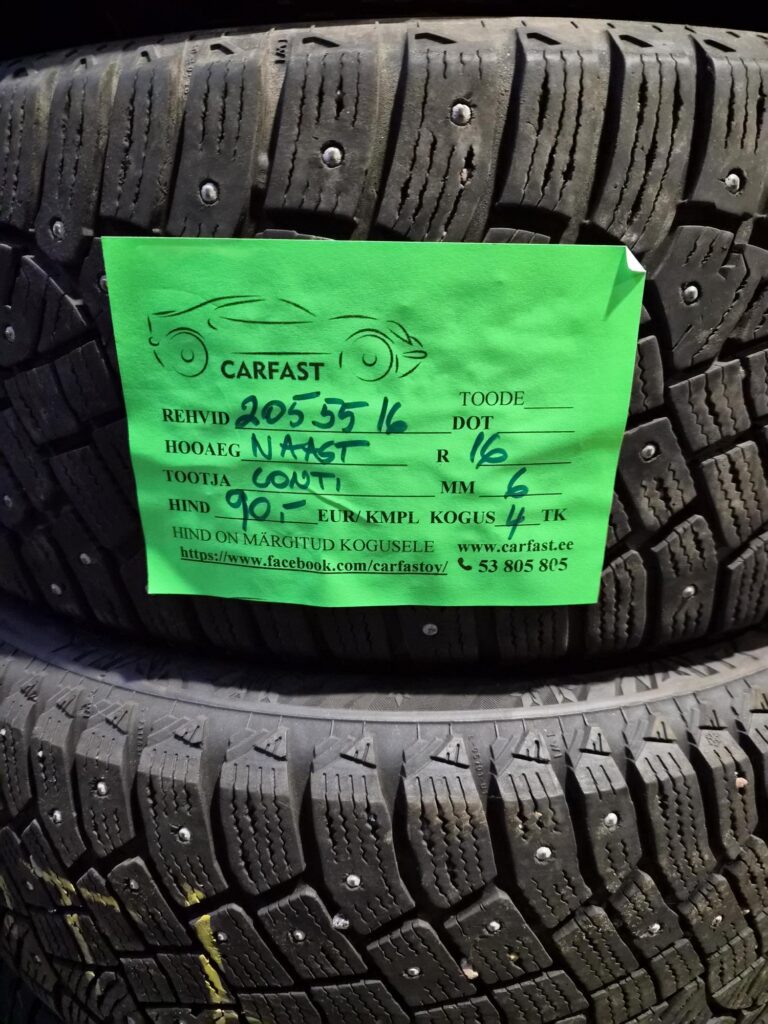 CARFAST
TOODE
REHVID 205 55 16 DOT
HOOAEG NAAST R 16
TOOTJA CONTI MM 6
HIND 90,- EUR/ KMPL KOGUS 4 TK
HIND ON MÄRGITUD KOGUSELE www.carfast.ee
https://www.facebook.com/carfastoy/ 53 805 805
TWI